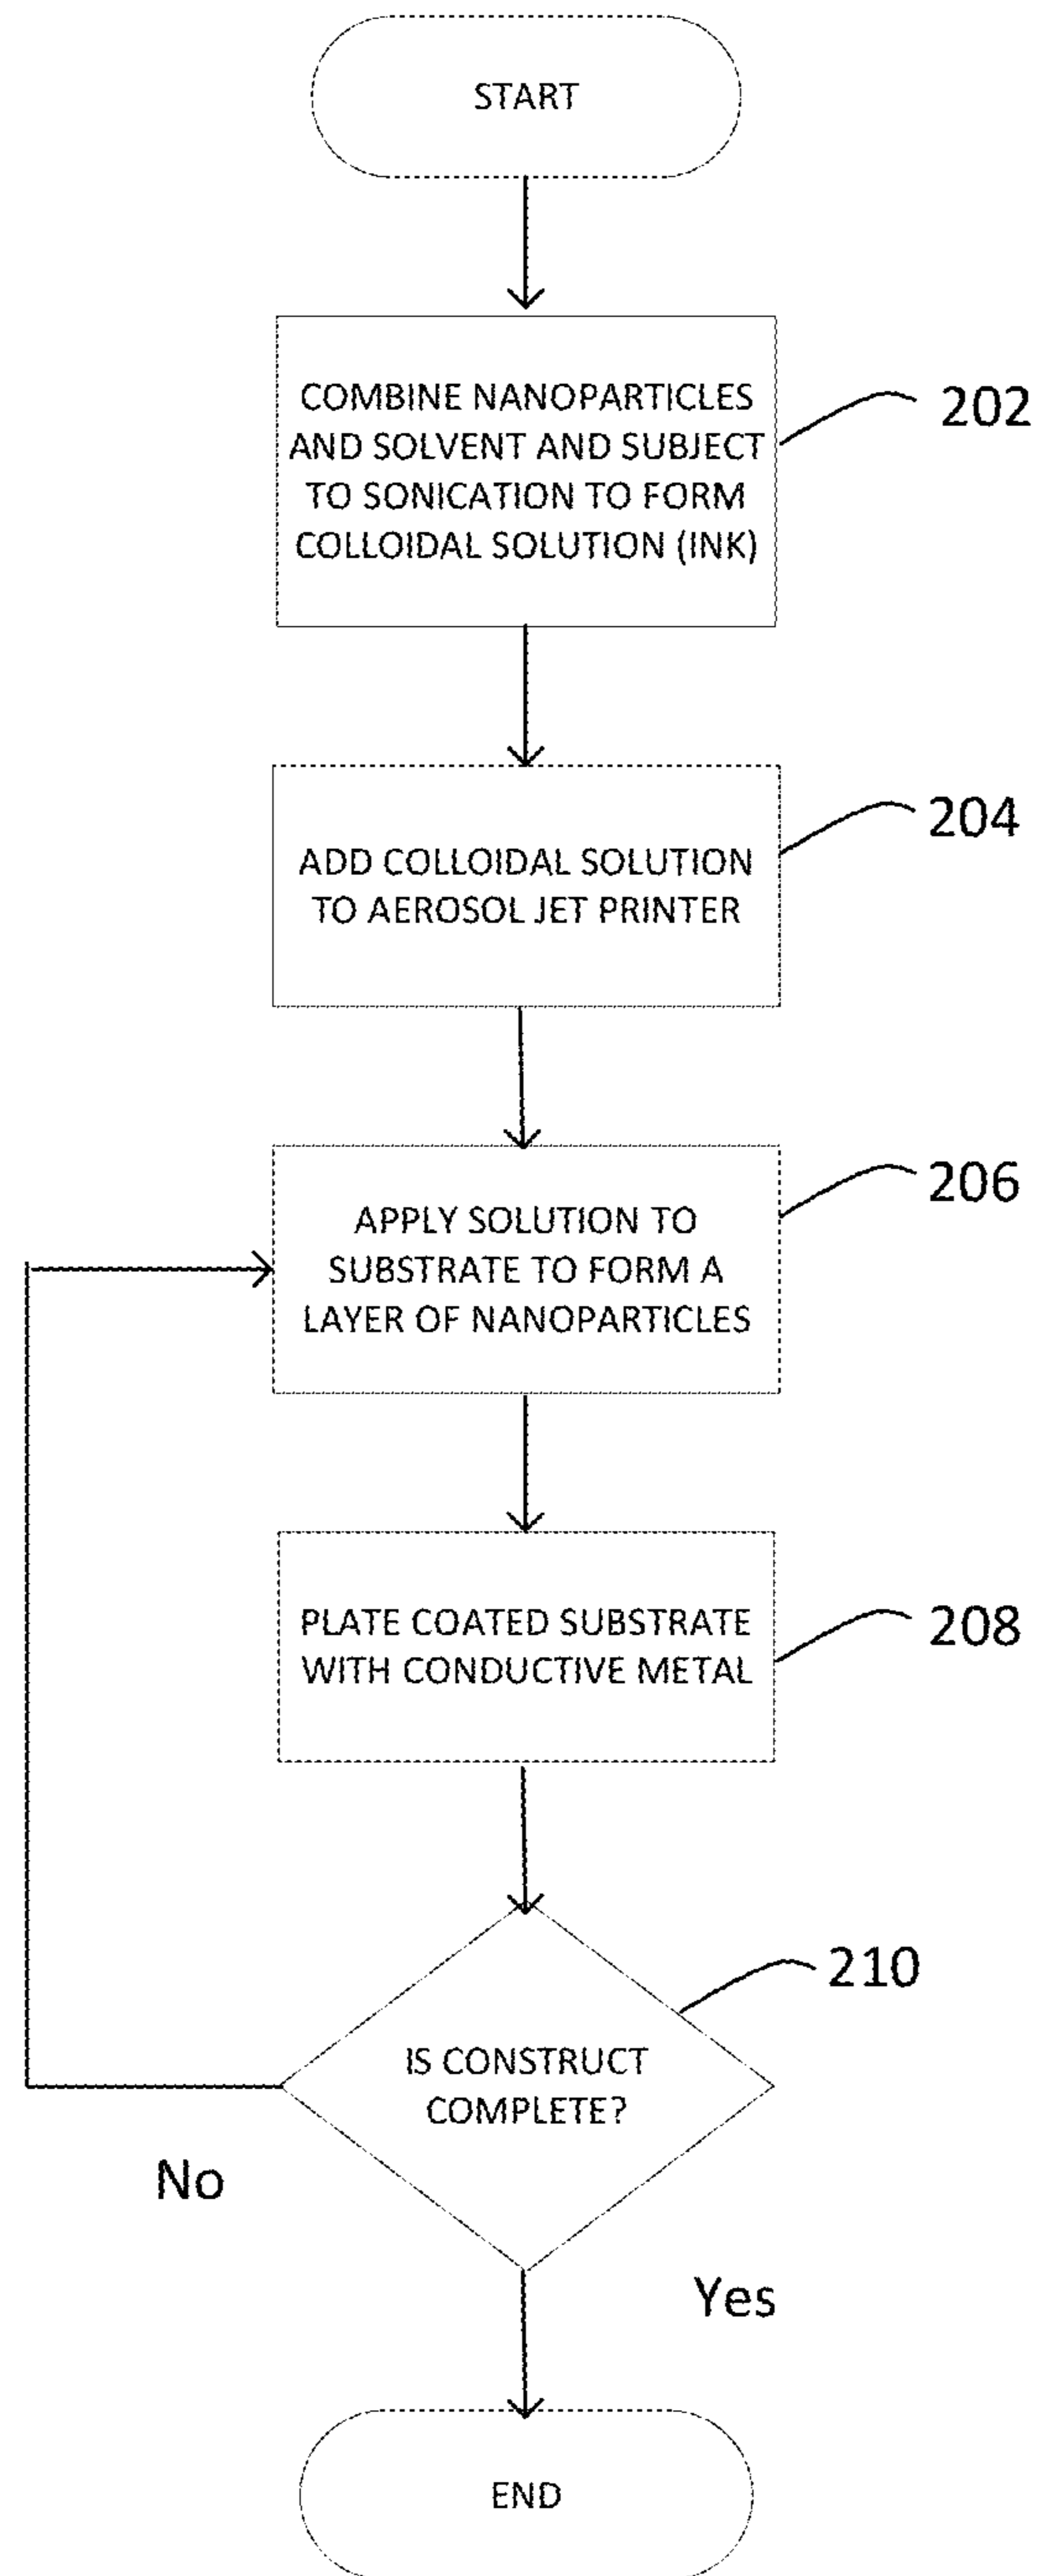 START
COMBINE NANOPARTICLES
AND SOLVENT AND SUBJECT
TO SONICATION TO FORM
COLLOIDAL SOLUTION (INK)
202
ADD COLLOIDAL SOLUTION
TO AEROSOL JET PRINTER
204
APPLY SOLUTION TO
SUBSTRATE TO FORM A
LAYER OF NANOPARTICLES
206
PLATE COATED SUBSTRATE
WITH CONDUCTIVE METAL
208
IS CONSTRUCT
COMPLETE?
210
No
Yes
END